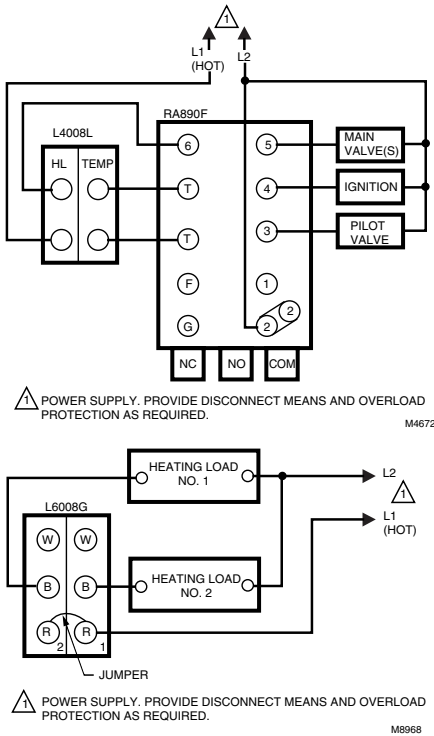 1
L1
(HOT)
L2
RA890F
L4008L
HL TEMP
6
5
MAIN
VALVE(S)
T
4
IGNITION
T
3
PILOT
VALVE
F
1
2
G
2
NC NO COM
1 POWER SUPPLY. PROVIDE DISCONNECT MEANS AND OVERLOAD
PROTECTION AS REQUIRED.
M4672
HEATING LOAD
NO. 1
L2
1
L1
(HOT)
L6008G
W W
B B
HEATING LOAD
NO. 2
R R
2 1
JUMPER
1 POWER SUPPLY. PROVIDE DISCONNECT MEANS AND OVERLOAD
PROTECTION AS REQUIRED.
M8968